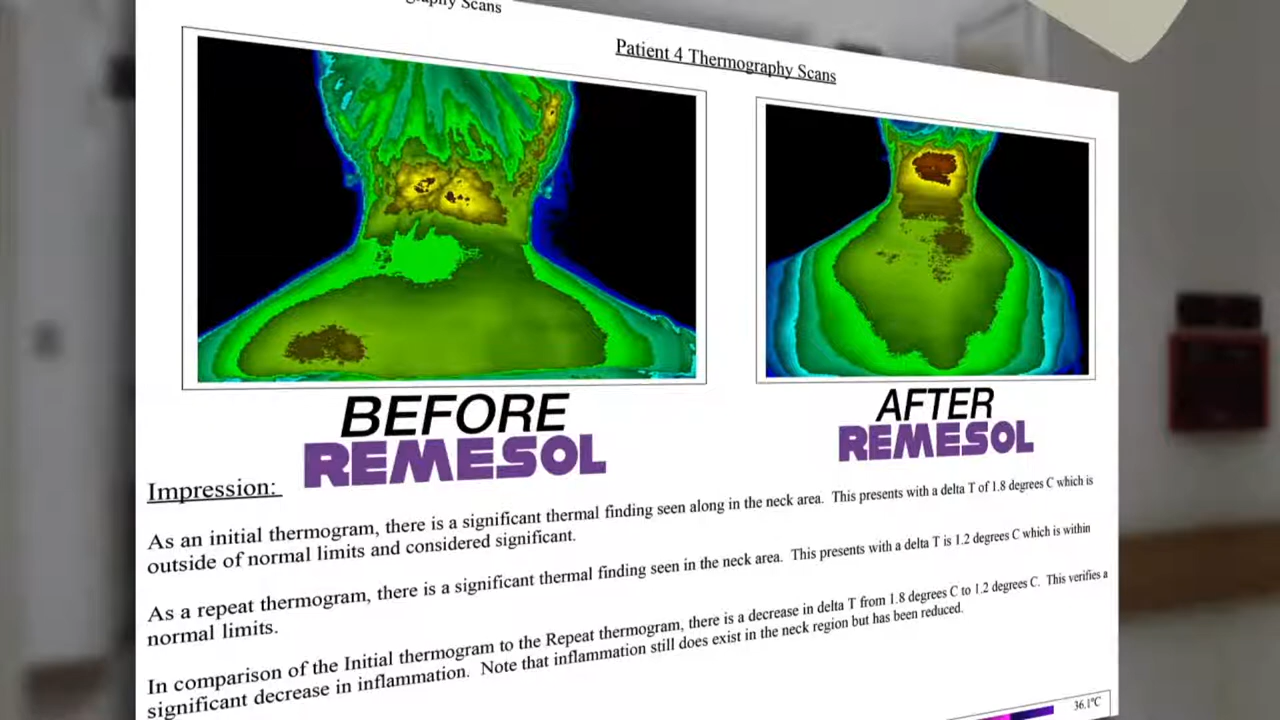 Scans
Patient 4 Thermography Scans
BEFORE
REMESOL
AFTER
REMESOL
Impression:
As an initial thermogram, there is a significant thermal finding seen along in the neck area. This presents with a delta T of 1.8 degrees C which is
outside of normal limits and considered significant.
As a repeat thermogram, there is a significant thermal finding seen in the neck area. This presents with a delta T is 1.2 degrees C which is within
normal limits.
In comparison of the Initial thermogram to the Repeat thermogram, there is a decrease in delta T from 1.8 degrees C to 1.2 degrees C. This verifies a
significant decrease in inflammation. Note that inflammation still does exist in the neck region but has been reduced.
36.1°C